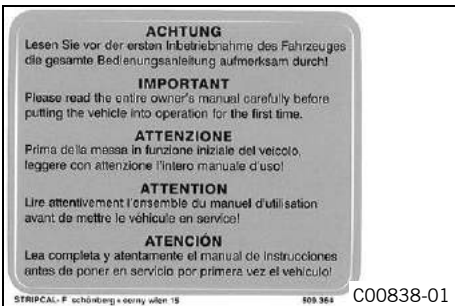 ACHTUNG
Lesen Sie vor der ersten Inbetriebnahme des Fahrzeuges
die gesamte Bedienungsanleitung aufmerksam durch!
IMPORTANT
Please read the entire owner's manual carefully before
putting the vehicle into operation for the first time.
ATTENZIONE
Prima della messa in funzione iniziale del veicolo,
leggere con attenzione l'intero manuale d'uso!
ATTENTION
Lire attentivement l'ensemble du manuel d'utilisation
avant de mettre le véhicule en service!
ATENCIÓN
Lea completa y atentamente el manual de instrucciones
antes de poner en servicio por primera vez el vehículo!
STRIPCAL-F schönberg + cerny wien 15 809.364
C00838-01